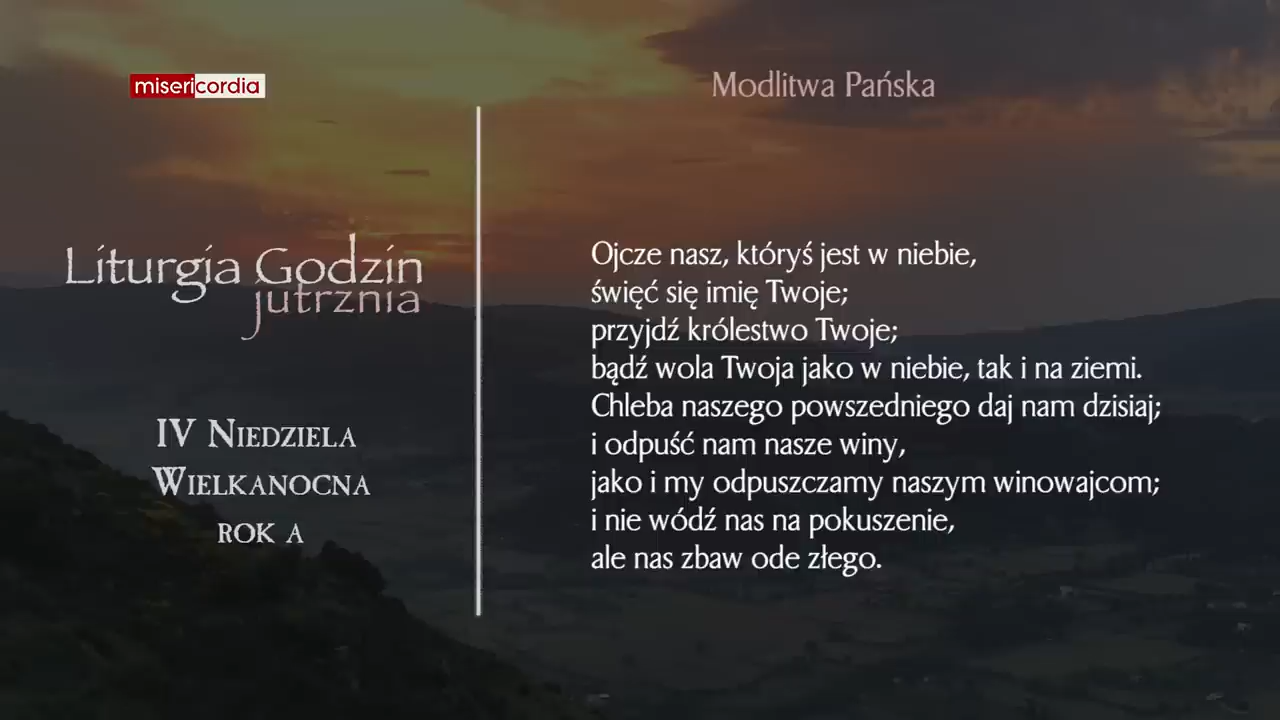 misericordia
Liturgia Godzin
jutrznia
IV Niedziela
Wielkanocna
rok A
Modlitwa Pańska
Ojcze nasz, któryś jest w niebie,
święć się imię Twoje;
przyjdź królestwo Twoje;
bądź wola Twoja jako w niebie, tak i na ziemi.
Chleba naszego powszedniego daj nam dzisiaj;
i odpuść nam nasze winy,
jako i my odpuszczamy naszym winowajcom;
i nie wódź nas na pokuszenie,
ale nas zbaw ode złego.